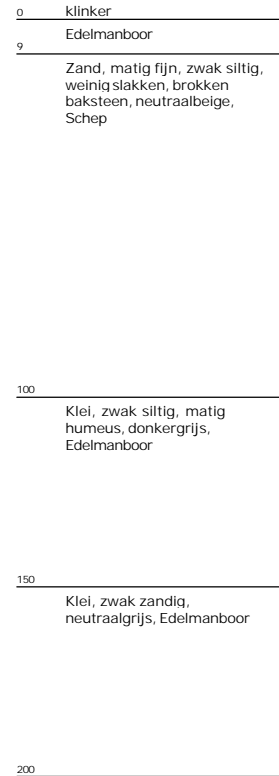 0 klinker
Edelmanboor
9
Zand, matig fijn, zwak siltig,
weinig slakken, brokken
baksteen, neutraalbeige,
Schep
100
Klei, zwak siltig, matig
humeus, donkergrijs,
Edelmanboor
150
Klei, zwak zandig,
neutraalgrijs, Edelmanboor
200